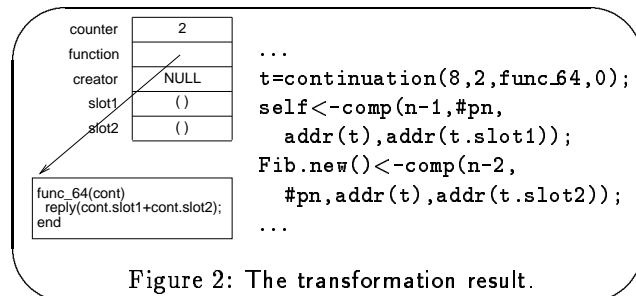 counter 2
function
creator NULL
slot1 ( )
slot2 ( )
func_64(cont)
reply(cont.slot1+cont.slot2);
end
...
t=continuation(8,2,func_64,0);
self<-comp(n-1,#pn,
addr(t),addr(t.slot1));
Fib.new()<-comp(n-2,
#pn,addr(t),addr(t.slot2));
...
Figure 2: The transformation result.